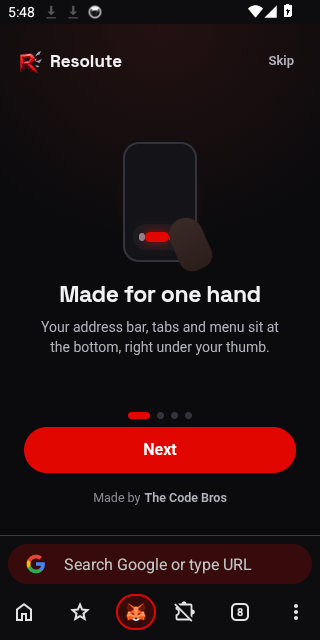 5:48
Resolute
Skip
Made for one hand
Your address bar, tabs and menu sit at
the bottom, right under your thumb.
Next
Made by The Code Bros
Search Google or type URL
8